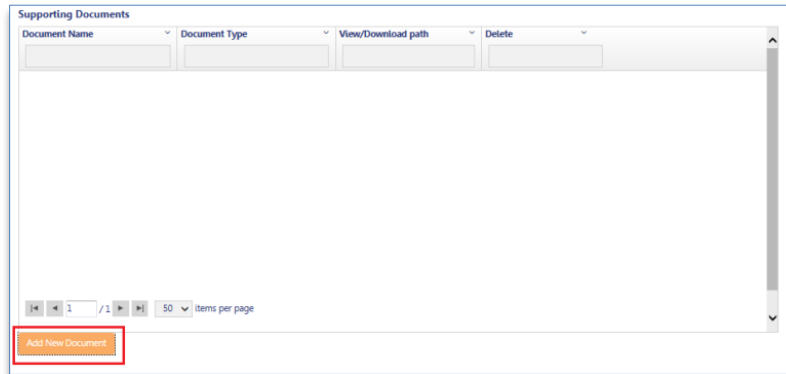 Supporting Documents
Document Name Document Type View/Download path Delete
1 /1 50 items per page
Add New Document